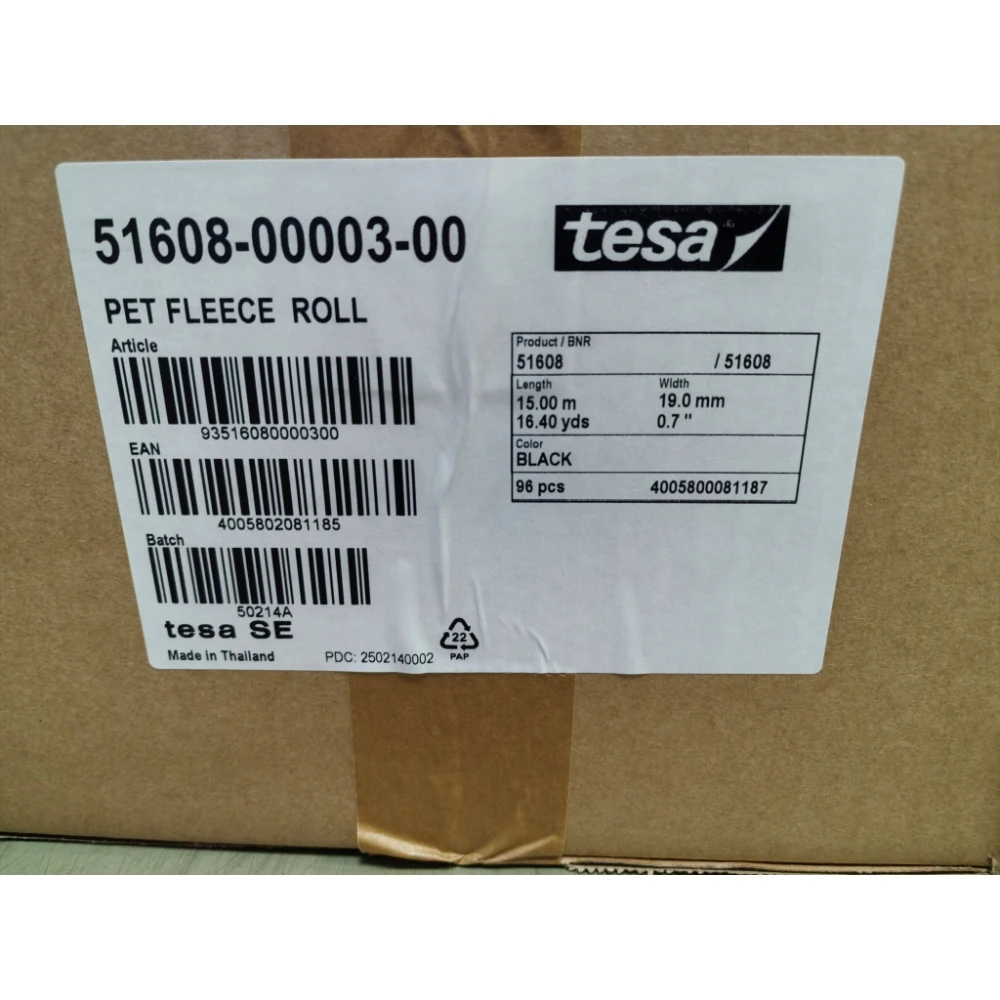 51608-00003-00
tesa
PET FLEECE ROLL
Article
93516080000300
EAN
4005802081185
Batch
50214A
tesa SE
Made in Thailand
PDC: 2502140002
22
PAP
Product / BNR
51608 / 51608
Length Width
15.00 m 19.0 mm
16.40 yds 0.7 "
Color
BLACK
96 pcs 4005800081187